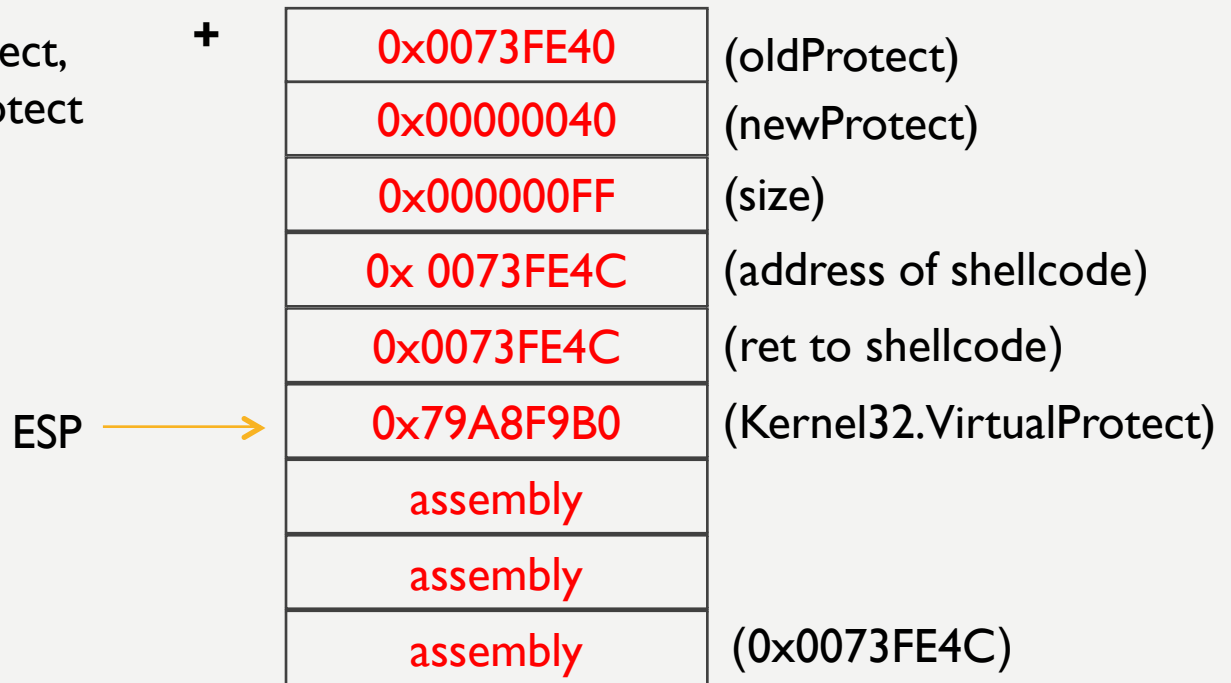 ect,
otect
+
0x0073FE40 (oldProtect)
0x00000040 (newProtect)
0x000000FF (size)
0x 0073FE4C (address of shellcode)
0x0073FE4C (ret to shellcode)
ESP 0x79A8F9B0 (Kernel32.VirtualProtect)
assembly
assembly
assembly (0x0073FE4C)